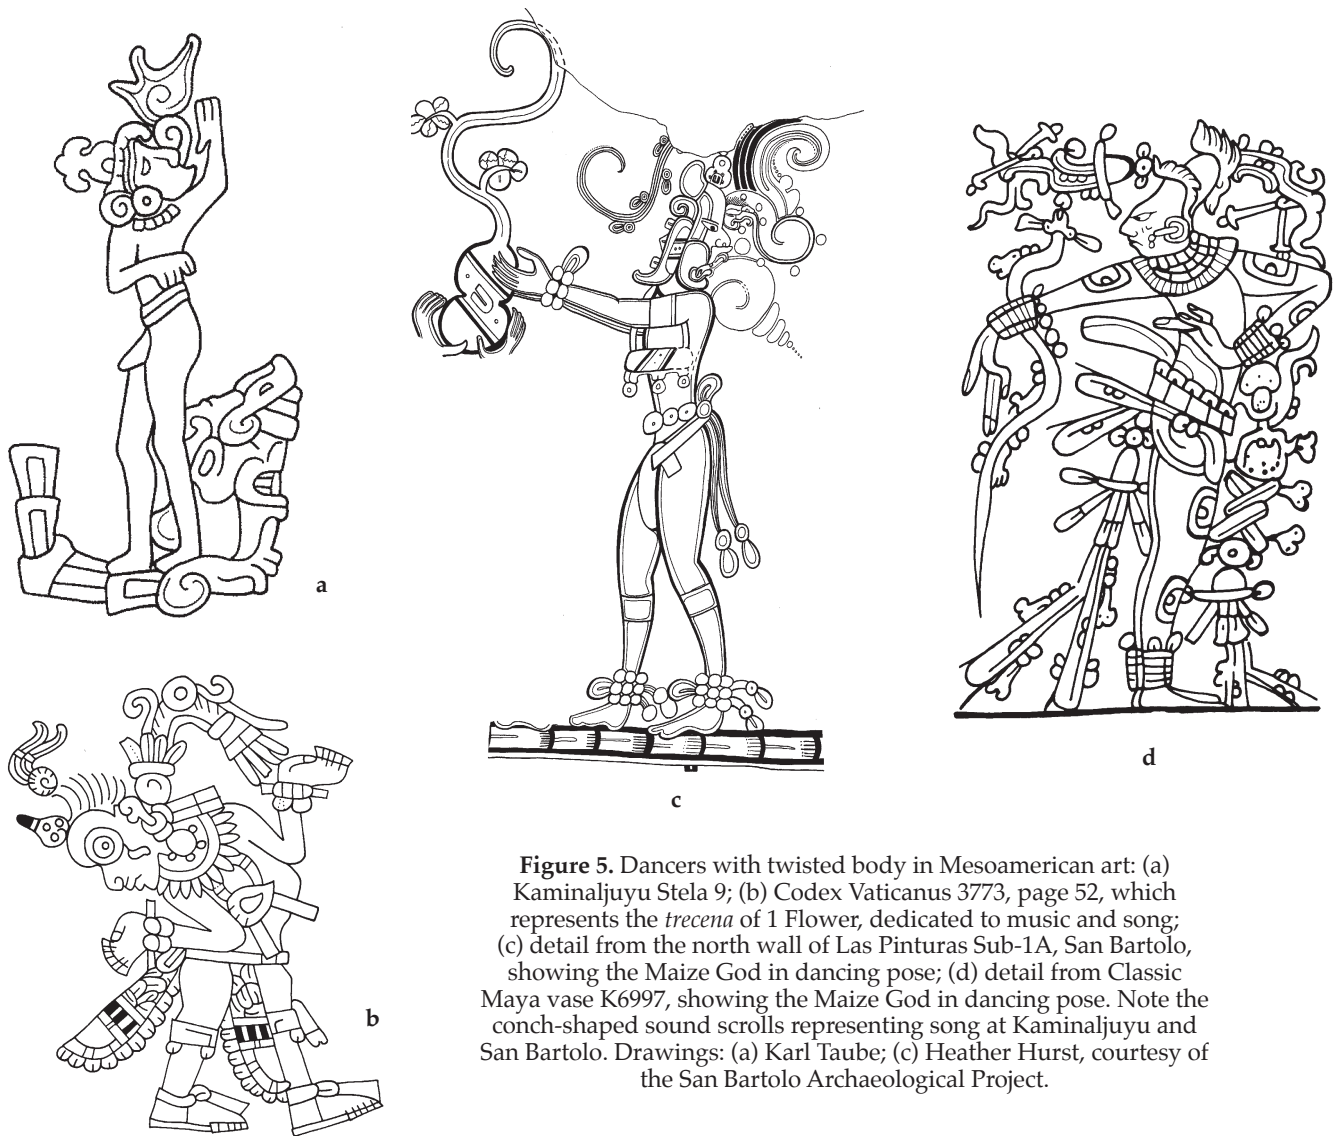 a
b
c
d
Figure 5. Dancers with twisted body in Mesoamerican art: (a)
Kaminaljuyu Stela 9; (b) Codex Vaticanus 3773, page 52, which
represents the trecena of 1 Flower, dedicated to music and song;
(c) detail from the north wall of Las Pinturas Sub-1A, San Bartolo,
showing the Maize God in dancing pose; (d) detail from Classic
Maya vase K6997, showing the Maize God in dancing pose. Note the
conch-shaped sound scrolls representing song at Kaminaljuyu and
San Bartolo. Drawings: (a) Karl Taube; (c) Heather Hurst, courtesy of
the San Bartolo Archaeological Project.